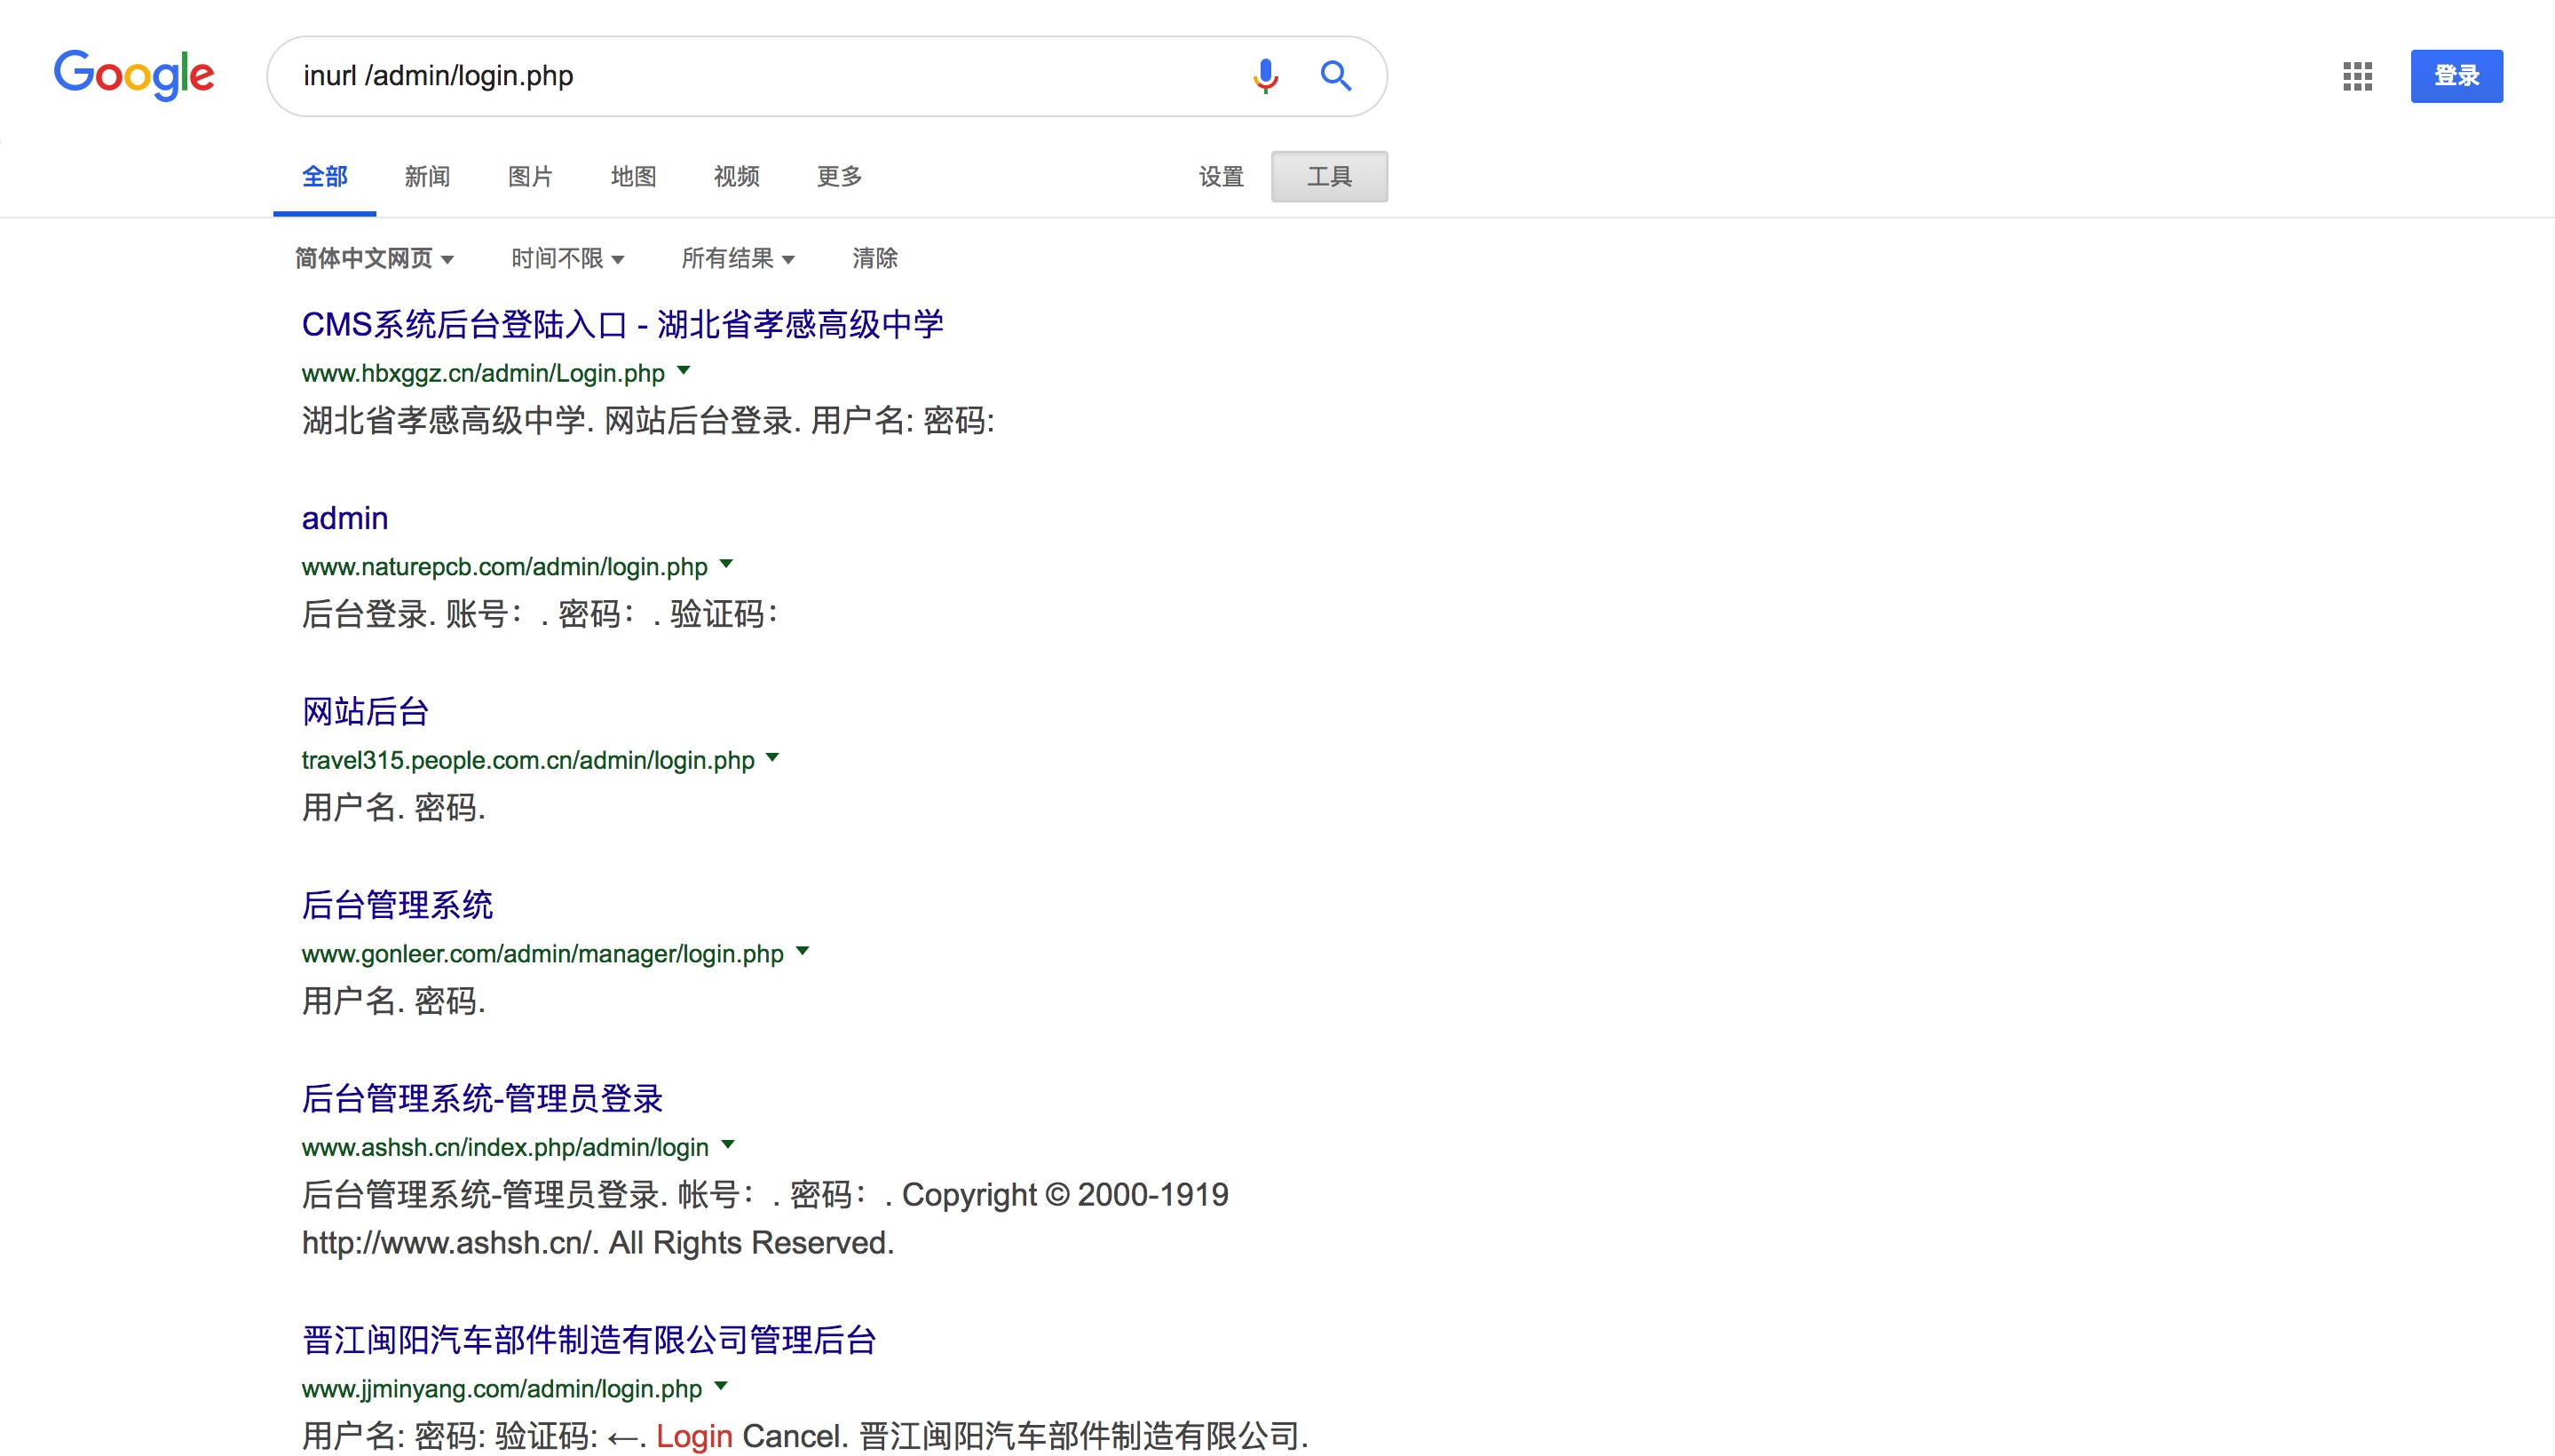 Google
inurl /admin/login.php
登录
全部 新闻 图片 地图 视频 更多 设置 工具
简体中文网页 时间不限 所有结果 清除
CMS系统后台登陆入口 - 湖北省孝感高级中学
www.hbxggz.cn/admin/Login.php
湖北省孝感高级中学. 网站后台登录. 用户名: 密码:
admin
www.naturepcb.com/admin/login.php
后台登录. 账号：. 密码：. 验证码：
网站后台
travel315.people.com.cn/admin/login.php
用户名. 密码.
后台管理系统
www.gonleer.com/admin/manager/login.php
用户名. 密码.
后台管理系统-管理员登录
www.ashsh.cn/index.php/admin/login
后台管理系统-管理员登录. 帐号：. 密码：. Copyright © 2000-1919
http://www.ashsh.cn/. All Rights Reserved.
晋江闽阳汽车部件制造有限公司管理后台
www.jjminyang.com/admin/login.php
用户名: 密码: 验证码: ←. Login Cancel. 晋江闽阳汽车部件制造有限公司.